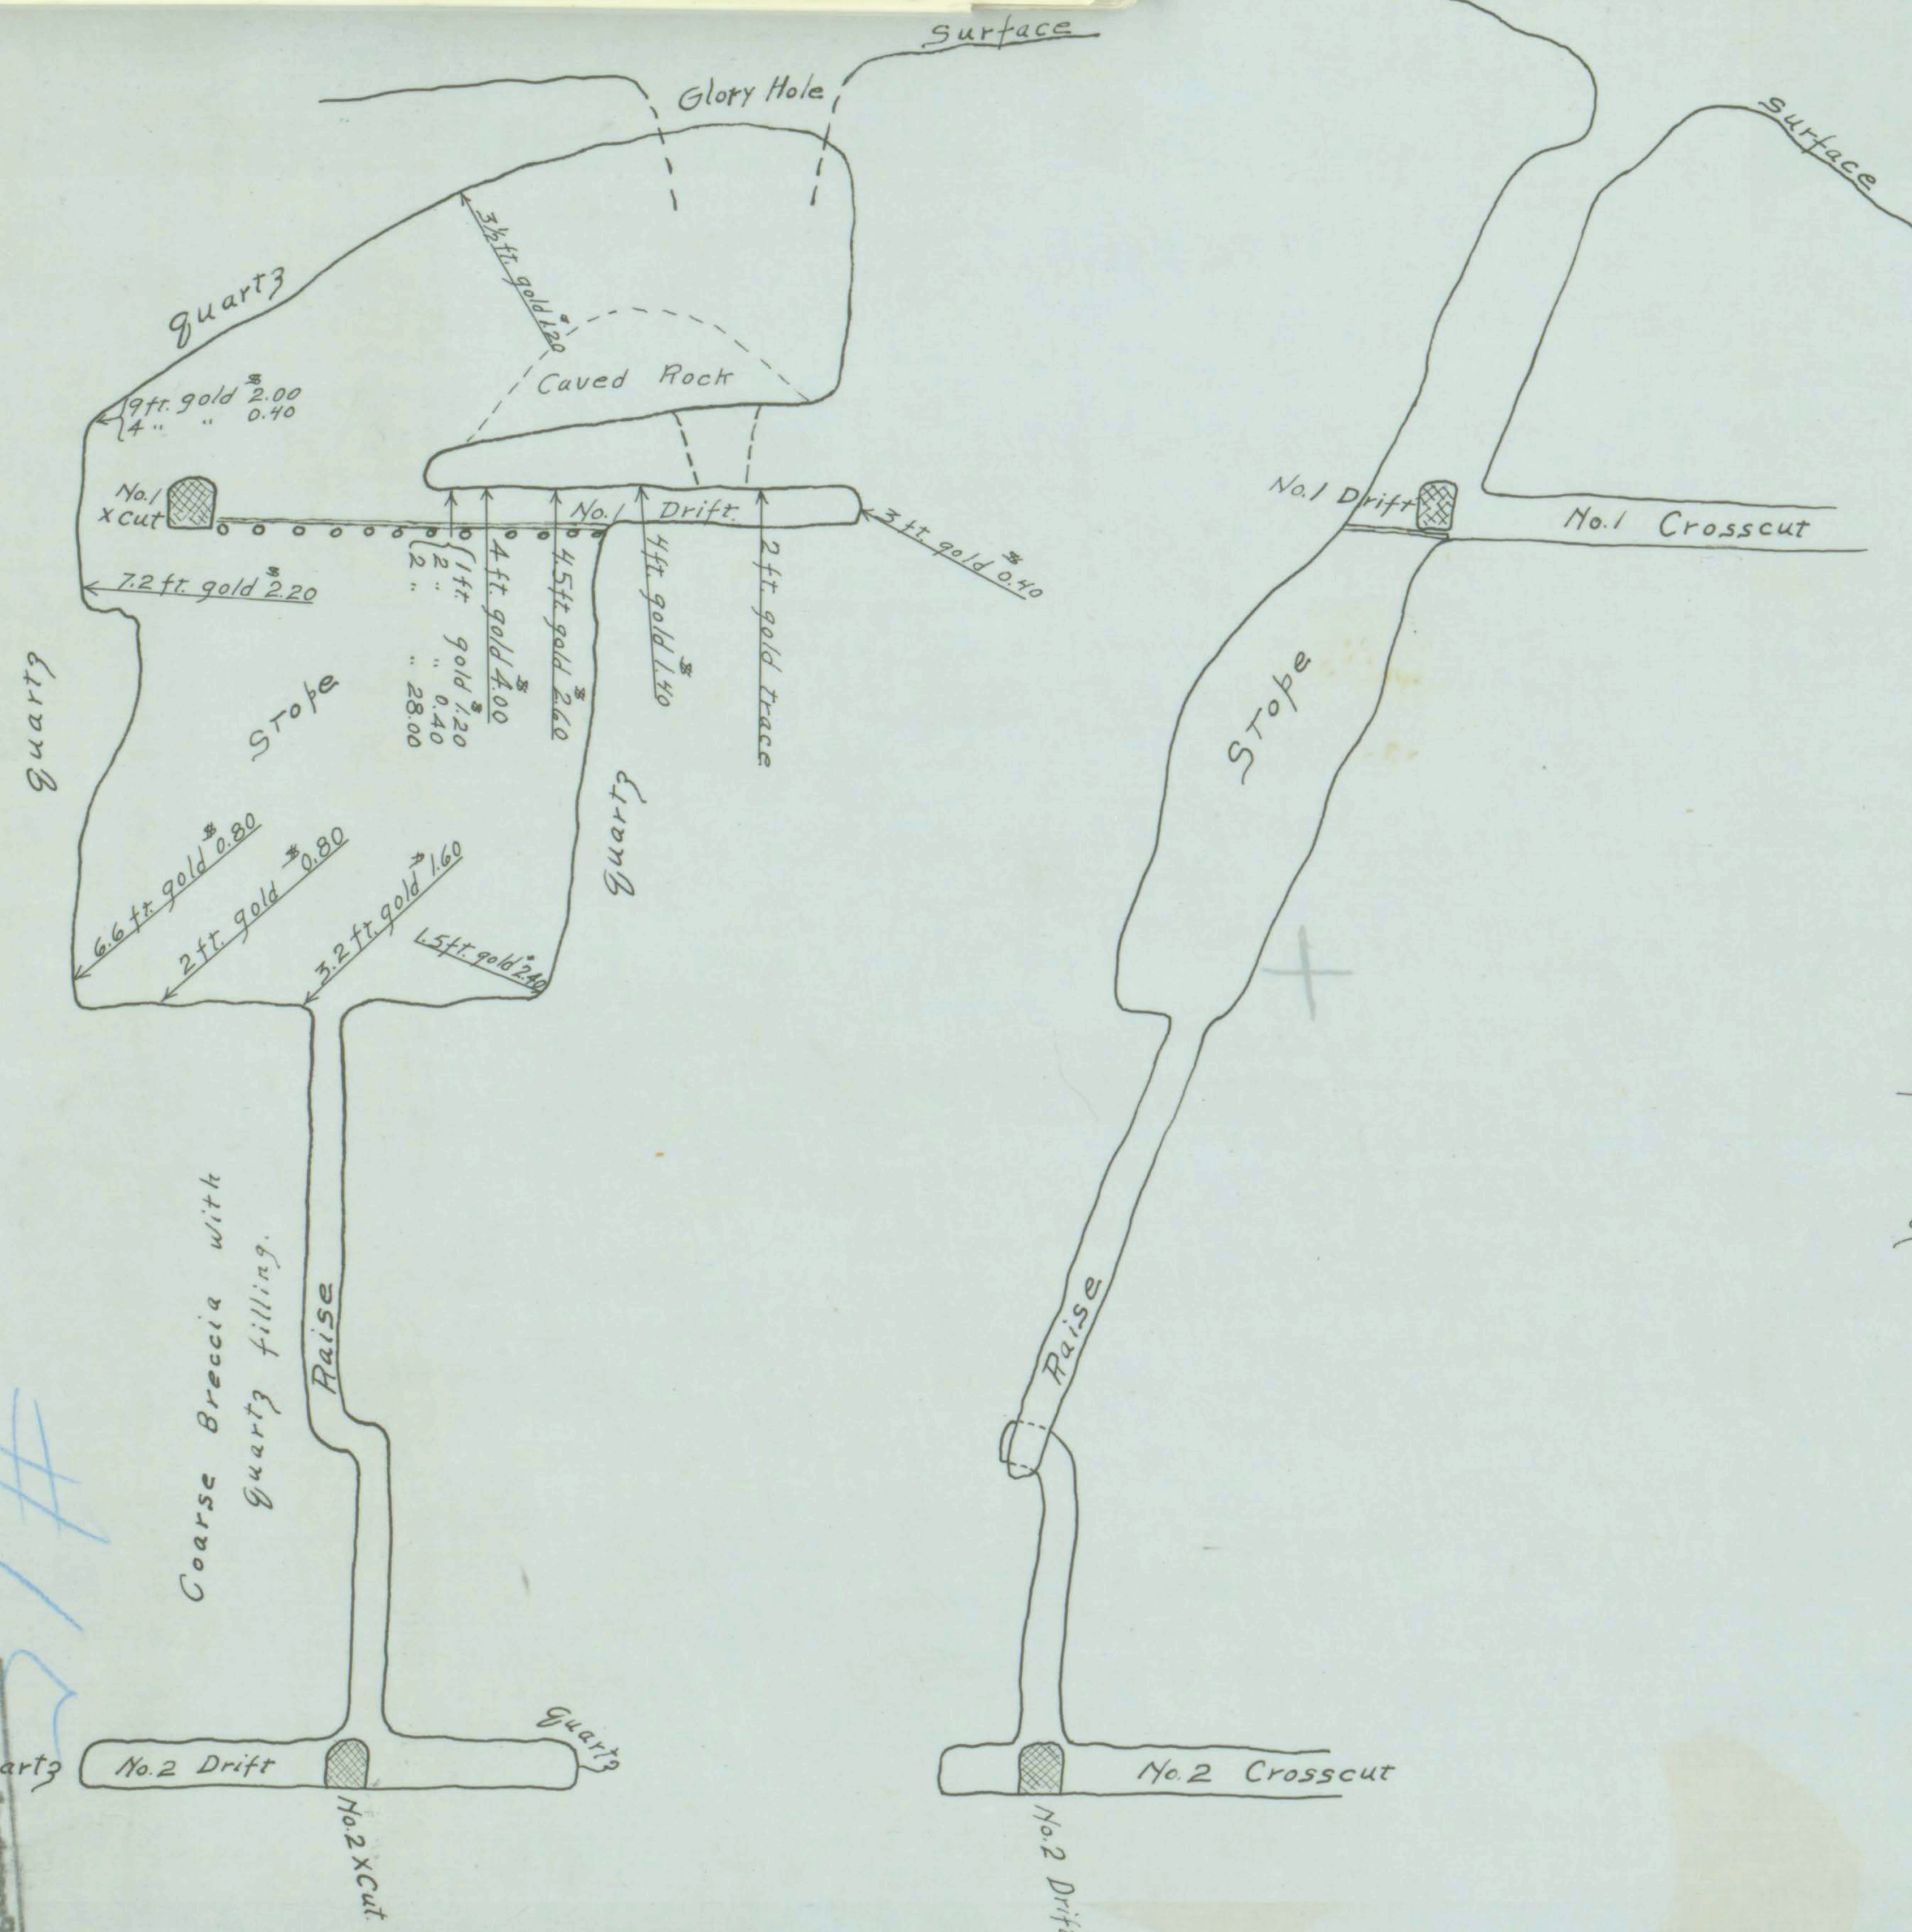 Surface
Glory Hole
Surface
quartz
3½ ft. gold $1.20
Caved Rock
9 ft. gold $2.00
4 " " 0.40
No.1
x cut
No.1 Drift
3 ft. gold $0.40
No.1 Drift
No.1 Crosscut
7.2 ft. gold $2.20
1 ft. gold $1.20
2 " " 0.40
2 " " 28.00
4 ft. gold $4.00
4.5 ft. gold $2.60
4 ft. gold $1.40
2 ft. gold trace
quartz
Stope
quartz
Stope
6.6 ft. gold $0.80
2 ft. gold $0.80
3.2 ft. gold $1.60
1.5 ft. gold $2.40
Coarse Breccia with
quartz filling.
Raise
Raise
artz
No.2 Drift
quartz
No.2 X Cut.
No.2 Crosscut
No.2 Drift